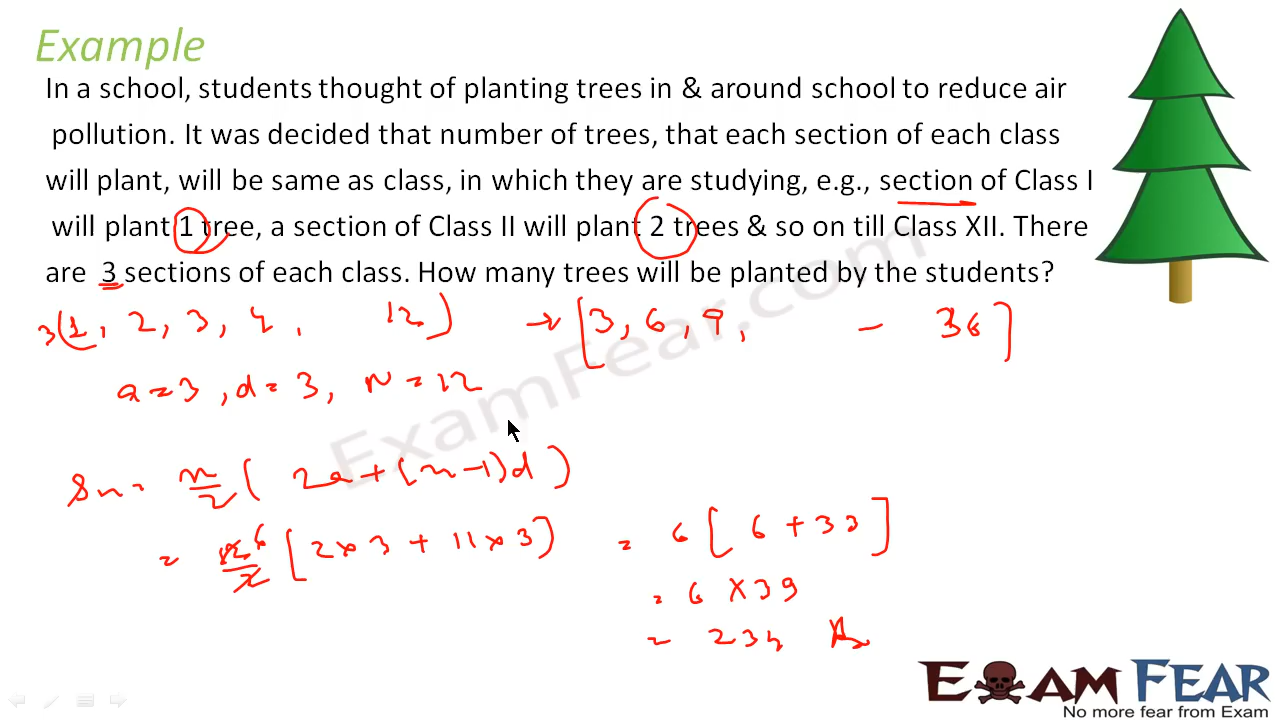 Example
In a school, students thought of planting trees in & around school to reduce air
pollution. It was decided that number of trees, that each section of each class
will plant, will be same as class, in which they are studying, e.g., section of Class I
will plant 1 tree, a section of Class II will plant 2 trees & so on till Class XII. There
are 3 sections of each class. How many trees will be planted by the students?
3(1, 2, 3, 4, 12) → [3, 6, 9, - 36]
a=3, d=3, n=12
Sn = n/2 (2a+(n-1)d)
= 12/2 6 [2×3 + 11×3] = 6[6+33]
= 6×39
= 234 Ans
ExamFear.com
EXAM FEAR
No more fear from Exam